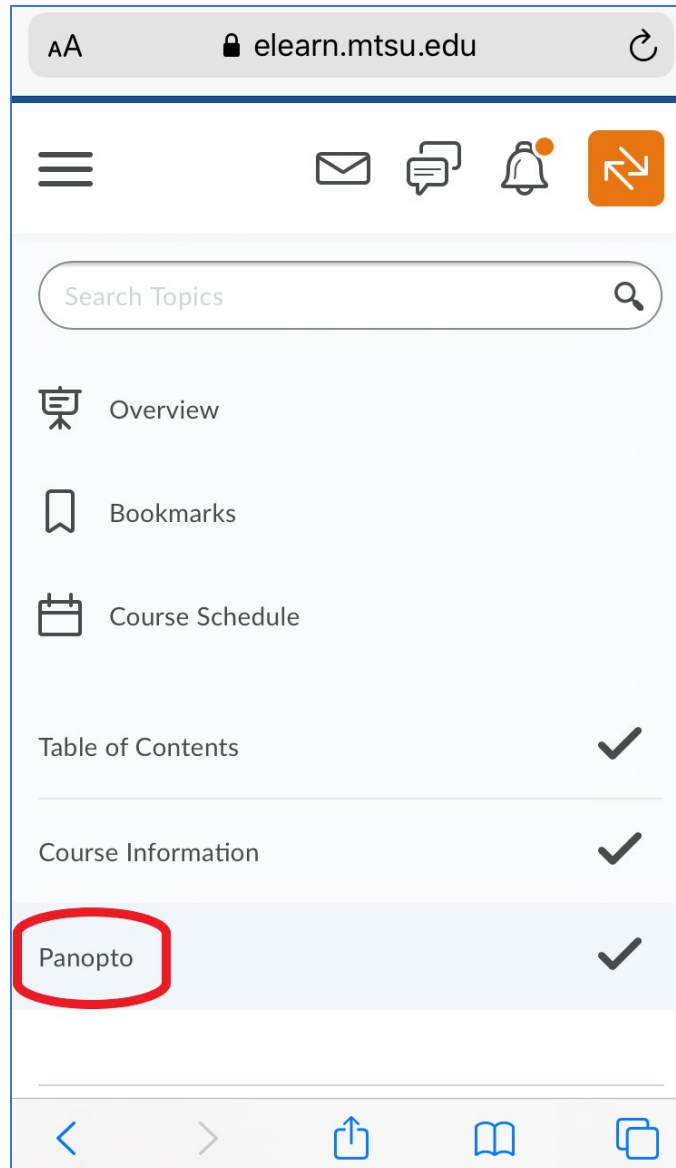 AA elearn.mtsu.edu
Search Topics
Overview
Bookmarks
Course Schedule
Table of Contents
Course Information
Panopto